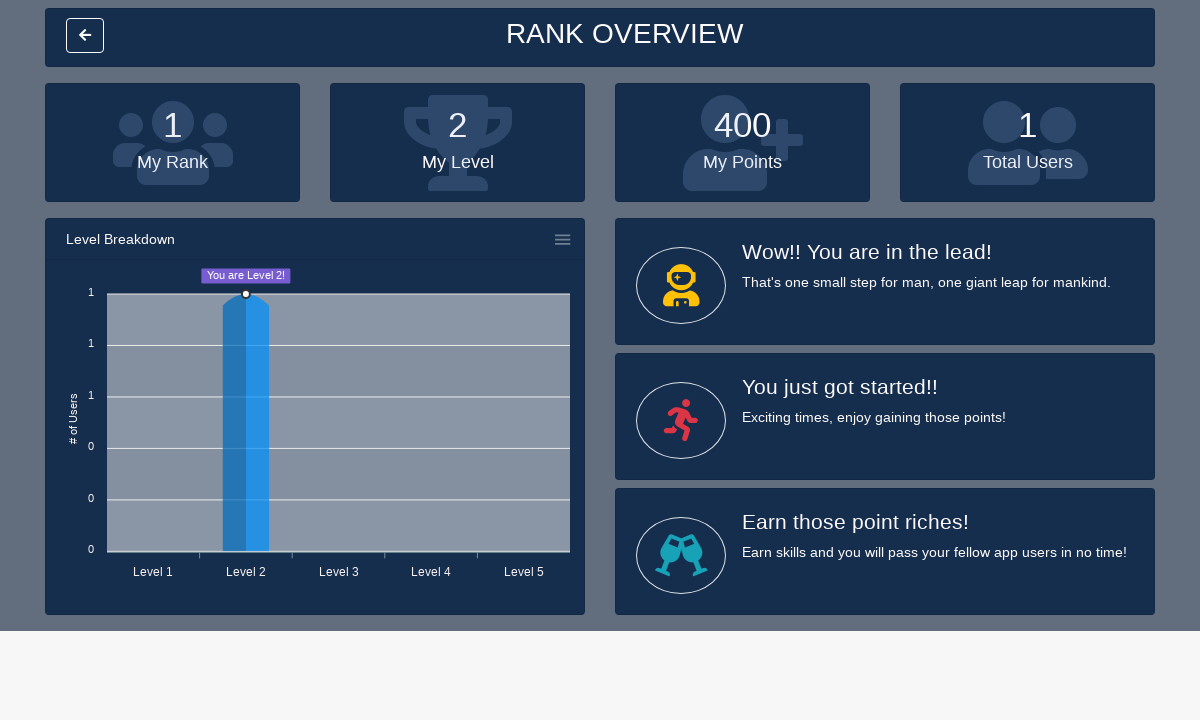 RANK OVERVIEW
1
My Rank
2
My Level
400
My Points
1
Total Users
Level Breakdown
You are Level 2!
1
1
1
0
0
0
# of Users
Level 1
Level 2
Level 3
Level 4
Level 5
Wow!! You are in the lead!
That's one small step for man, one giant leap for mankind.
You just got started!!
Exciting times, enjoy gaining those points!
Earn those point riches!
Earn skills and you will pass your fellow app users in no time!